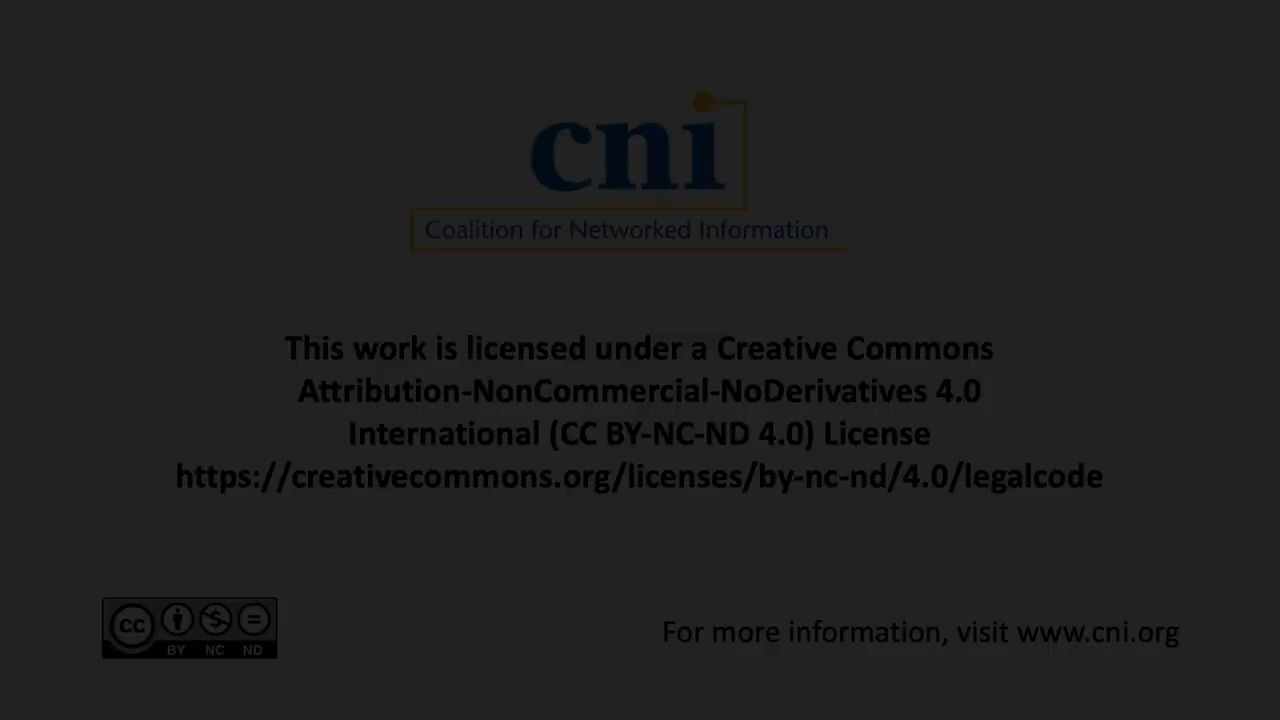 cni
Coalition for Networked Information
This work is licensed under a Creative Commons
Attribution-NonCommercial-NoDerivatives 4.0
International (CC BY-NC-ND 4.0) License
https://creativecommons.org/licenses/by-nc-nd/4.0/legalcode
cc
BY NC ND
For more information, visit www.cni.org